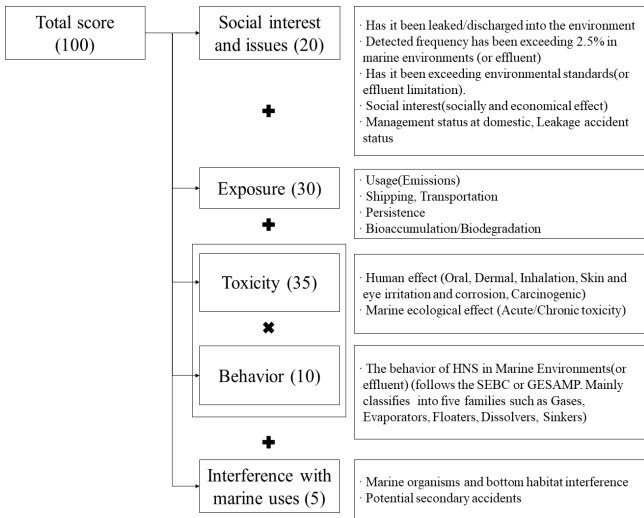 Total score
(100)
Social interest
and issues (20)
· Has it been leaked/discharged into the environment
· Detected frequency has been exceeding 2.5% in
marine environments (or effluent)
· Has it been exceeding environmental standards(or
effluent limitation).
· Social interest(socially and economical effect)
· Management status at domestic, Leakage accident
status
+
Exposure (30)
· Usage(Emissions)
· Shipping, Transportation
· Persistence
· Bioaccumulation/Biodegradation
+
Toxicity (35)
· Human effect (Oral, Dermal, Inhalation, Skin and
eye irritation and corrosion, Carcinogenic)
· Marine ecological effect (Acute/Chronic toxicity)
×
Behavior (10)
· The behavior of HNS in Marine Environments(or
effluent) (follows the SEBC or GESAMP. Mainly
classifies into five families such as Gases,
Evaporators, Floaters, Dissolvers, Sinkers)
+
Interference with
marine uses (5)
· Marine organisms and bottom habitat interference
· Potential secondary accidents